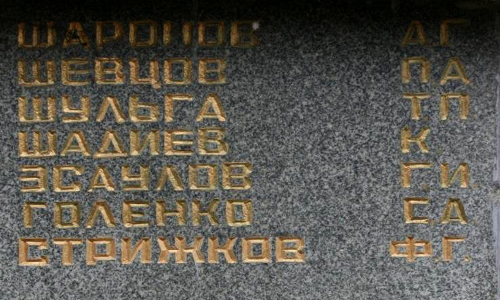 ШАРОНОВ А Г
ШЕВЦОВ П А
ШУЛЬГА Т П
ШАДИЕВ К
ЭСАУЛОВ Г.И.
ГОЛЕНКО С А
СТРИЖКОВ Ф.Г.